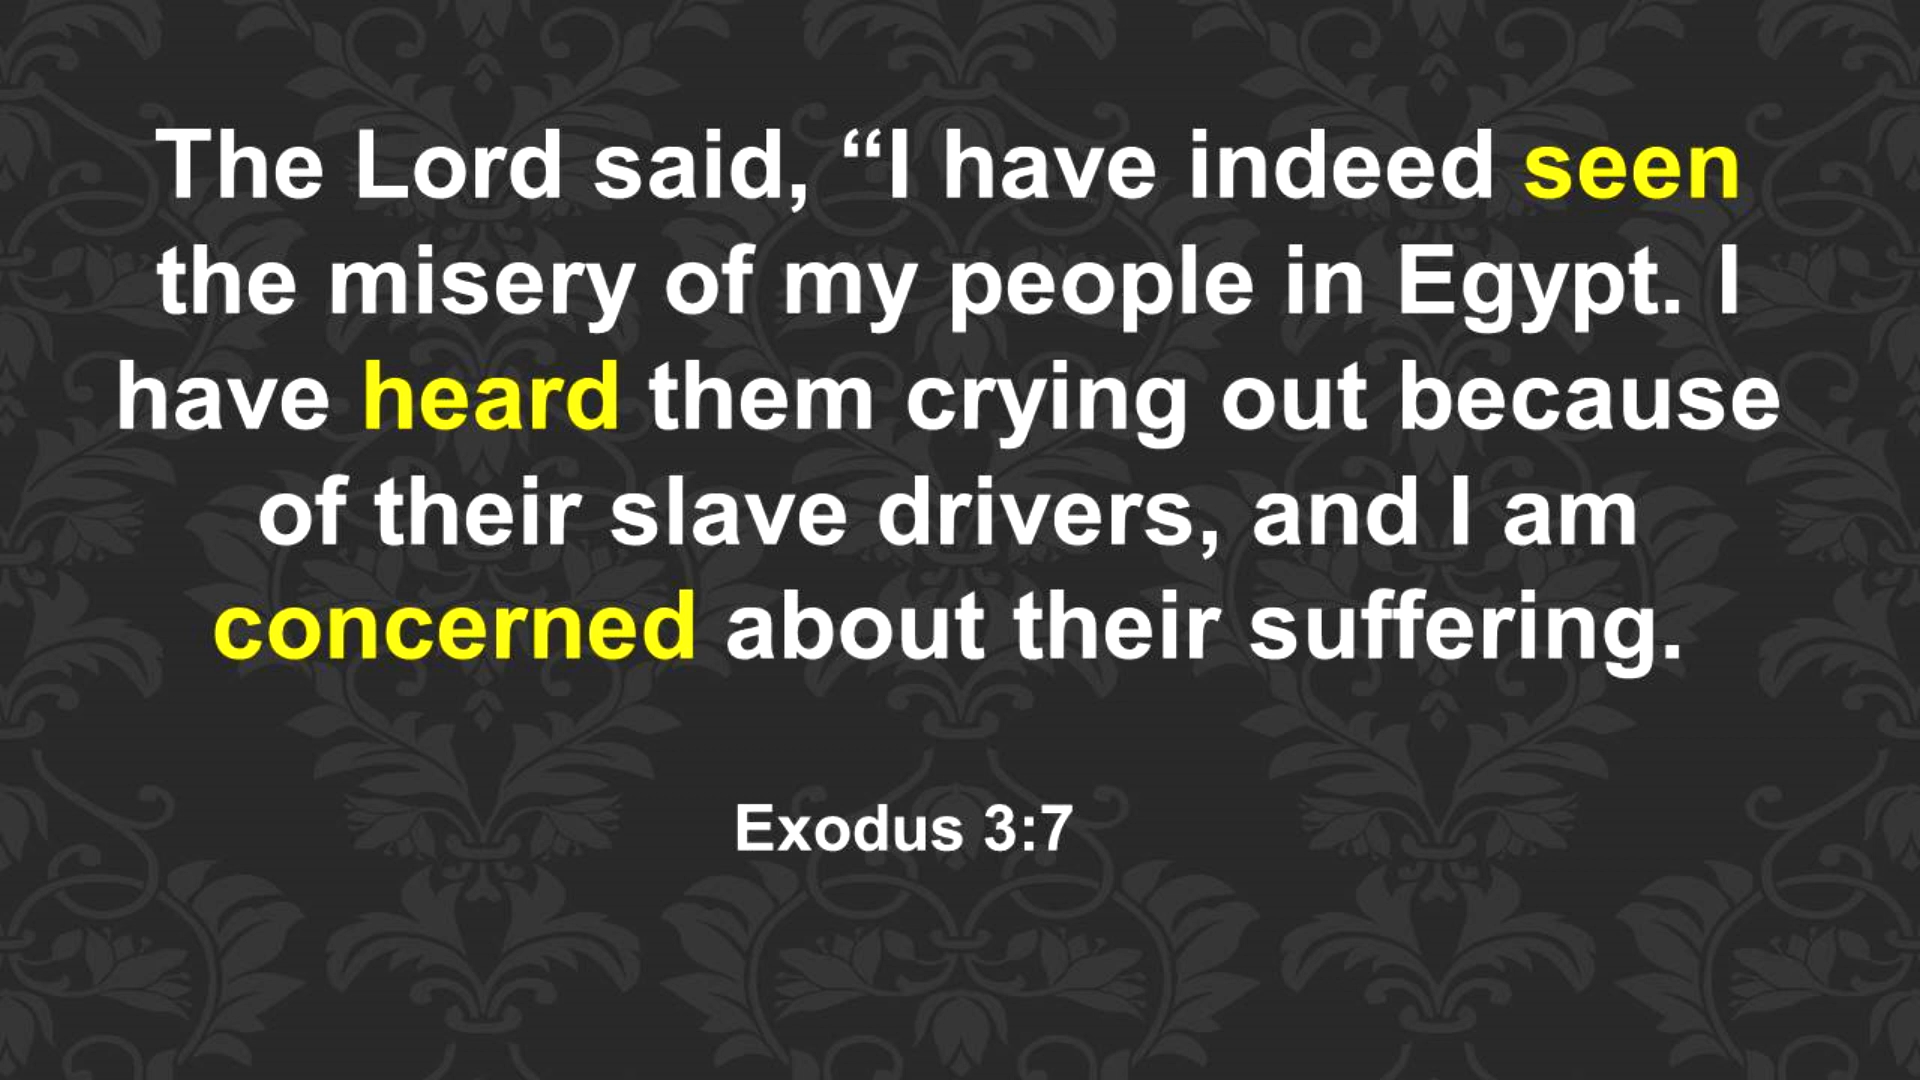 The Lord said, “I have indeed seen
the misery of my people in Egypt. I
have heard them crying out because
of their slave drivers, and I am
concerned about their suffering.
Exodus 3:7